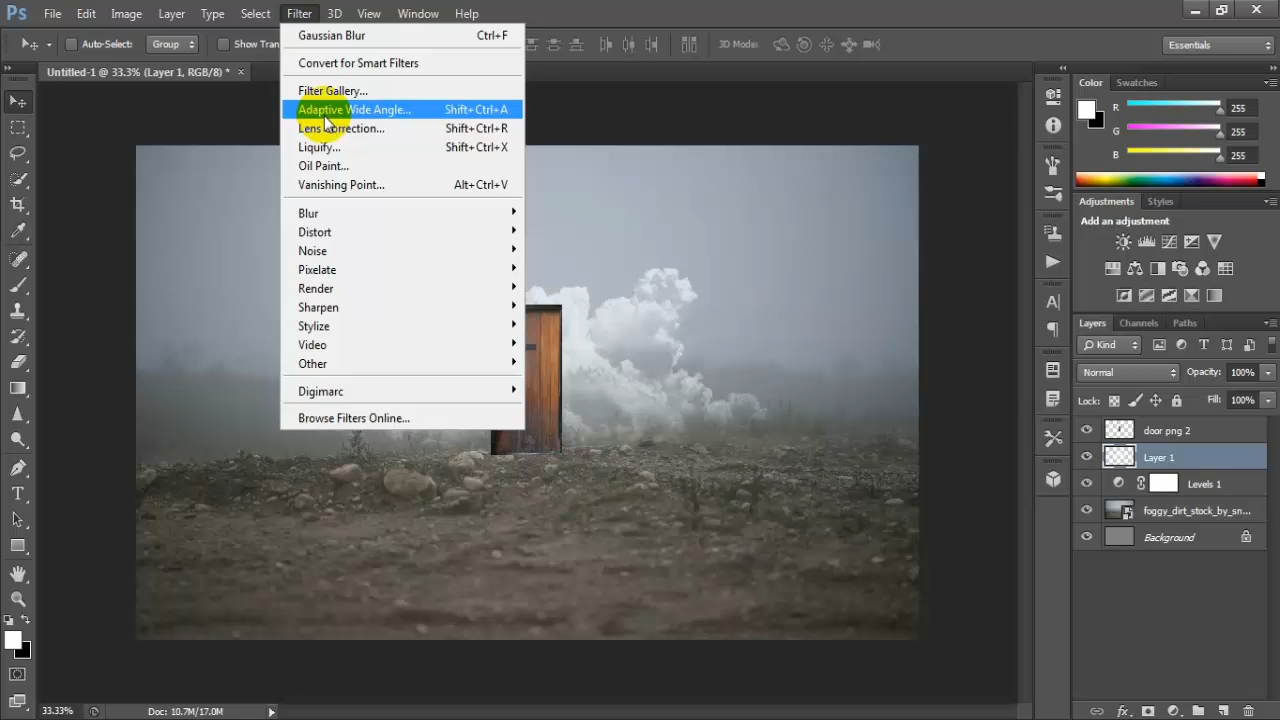 Ps File Edit Image Layer Type Select Filter 3D View Window Help
Auto-Select: Group Show Tran 3D Mode: Essentials
Untitled-1 @ 33.3% (Layer 1, RGB/8) *
Gaussian Blur Ctrl+F
Convert for Smart Filters
Filter Gallery...
Adaptive Wide Angle... Shift+Ctrl+A
Lens Correction... Shift+Ctrl+R
Liquify... Shift+Ctrl+X
Oil Paint...
Vanishing Point... Alt+Ctrl+V
Blur
Distort
Noise
Pixelate
Render
Sharpen
Stylize
Video
Other
Digimarc
Browse Filters Online...
Color Swatches
R 255
G 255
B 255
Adjustments Styles
Add an adjustment
Layers Channels Paths
Kind
Normal Opacity: 100%
Lock: Fill: 100%
door png 2
Layer 1
Levels 1
foggy_dirt_stock_by_sn...
Background
33.33% Doc: 10.7M/17.0M